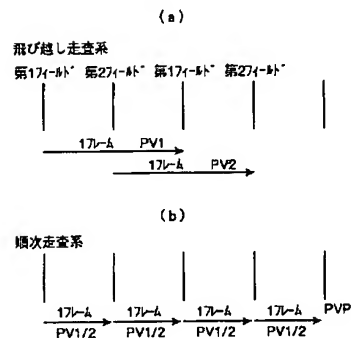 (a)
飛び越し走査系
第1フィールド 第2フィールド 第1フィールド 第2フィールド
1フレーム PV1
1フレーム PV2
(b)
順次走査系
1フレーム 1フレーム 1フレーム 1フレーム PVP
PV1/2 PV1/2 PV1/2 PV1/2